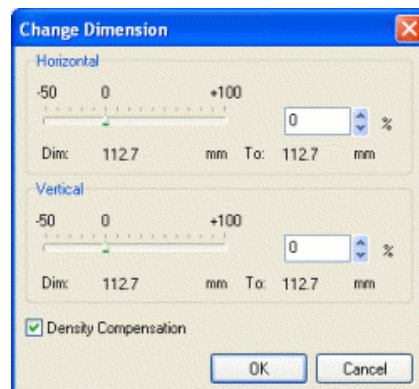 Change Dimension
Horizontal
-50 0 +100
0 %
Dim: 112.7 mm To: 112.7 mm
Vertical
-50 0 +100
0 %
Dim: 112.7 mm To: 112.7 mm
Density Compensation
OK Cancel